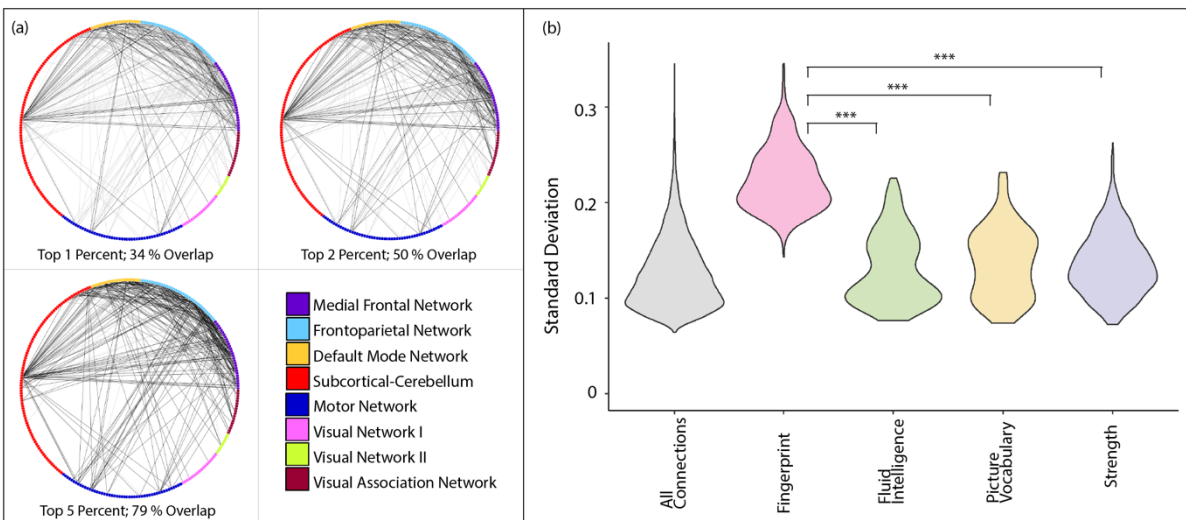 (a)
Top 1 Percent; 34 % Overlap
Top 2 Percent; 50 % Overlap
Top 5 Percent; 79 % Overlap
Medial Frontal Network
Frontoparietal Network
Default Mode Network
Subcortical-Cerebellum
Motor Network
Visual Network I
Visual Network II
Visual Association Network
(b)
Standard Deviation
0.3
0.2
0.1
0
***
***
***
All
Connections
Fingerprint
Fluid
Intelligence
Picture
Vocabulary
Strength